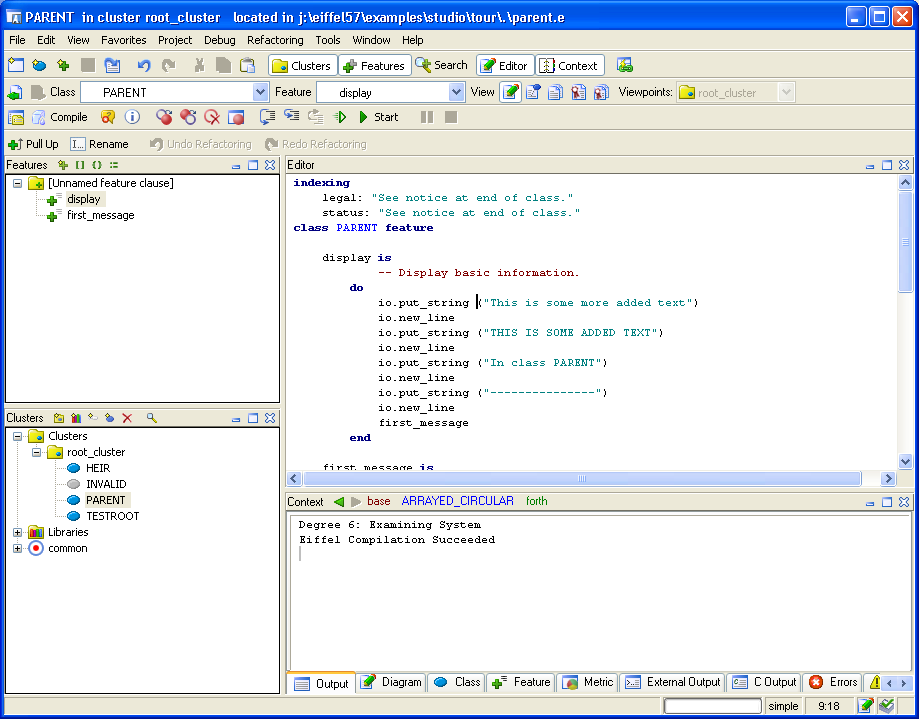 PARENT in cluster root_cluster located in j:\eiffel57\examples\studio\tour\.\parent.e
File Edit View Favorites Project Debug Refactoring Tools Window Help
Clusters Features Search Editor Context
Class PARENT Feature display View Viewpoints: root_cluster
Compile Start
Pull Up I... Rename Undo Refactoring Redo Refactoring
Features
[Unnamed feature clause]
display
first_message
Clusters
Clusters
root_cluster
HEIR
INVALID
PARENT
TESTROOT
Libraries
common
Editor
indexing
legal: "See notice at end of class."
status: "See notice at end of class."
class PARENT feature
display is
-- Display basic information.
do
io.put_string ("This is some more added text")
io.new_line
io.put_string ("THIS IS SOME ADDED TEXT")
io.new_line
io.put_string ("In class PARENT")
io.new_line
io.put_string ("---------------")
io.new_line
first_message
end
first_message is
Context base ARRAYED_CIRCULAR forth
Degree 6: Examining System
Eiffel Compilation Succeeded
Output Diagram Class Feature Metric External Output C Output Errors
simple 9:18